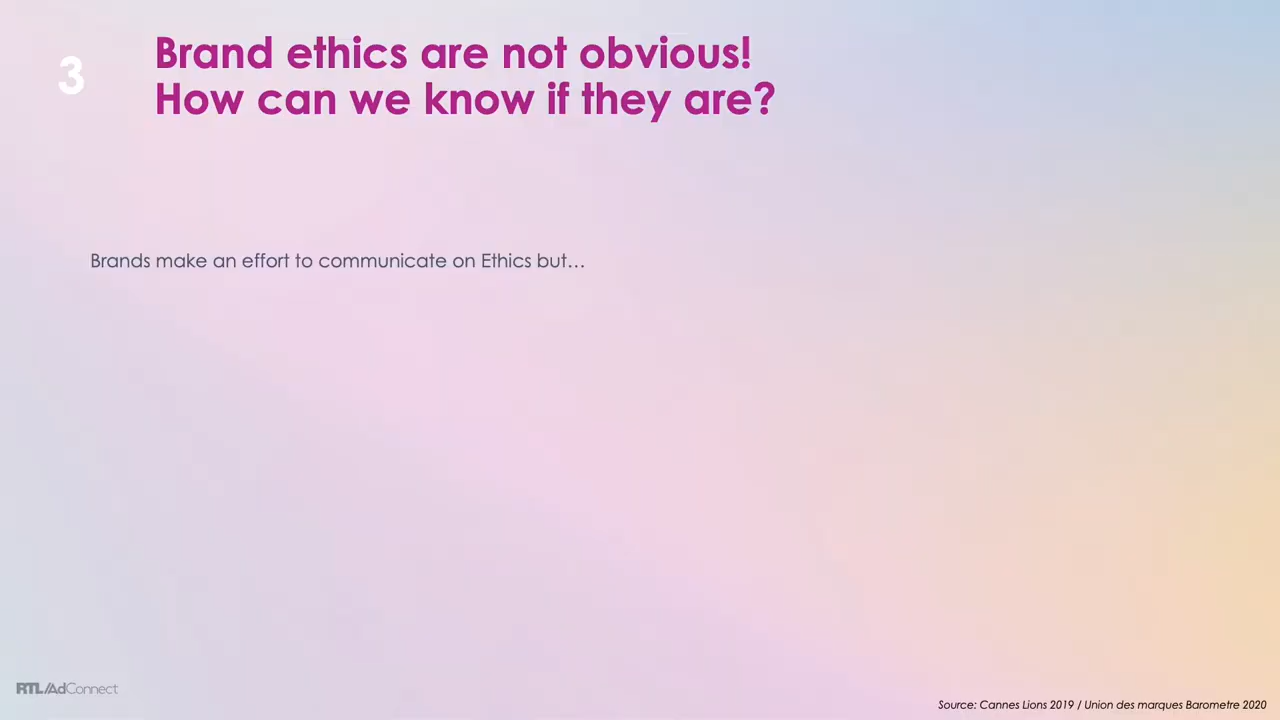 3
Brand ethics are not obvious!
How can we know if they are?
Brands make an effort to communicate on Ethics but…
RTL/AdConnect
Source: Cannes Lions 2019 / Union des marques Barometre 2020